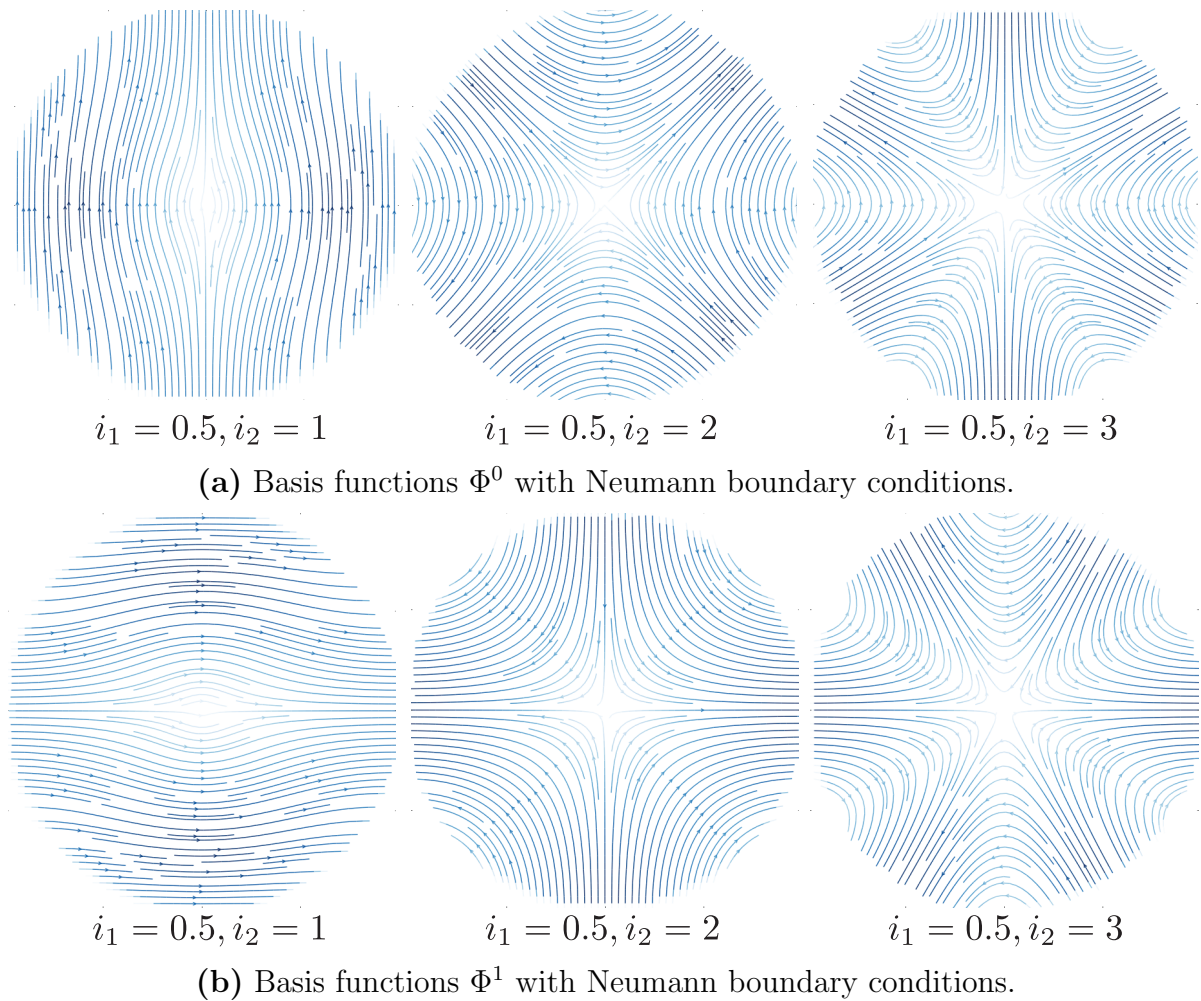 i₁ = 0.5, i₂ = 1 i₁ = 0.5, i₂ = 2 i₁ = 0.5, i₂ = 3
(a) Basis functions Φ⁰ with Neumann boundary conditions.
i₁ = 0.5, i₂ = 1 i₁ = 0.5, i₂ = 2 i₁ = 0.5, i₂ = 3
(b) Basis functions Φ¹ with Neumann boundary conditions.